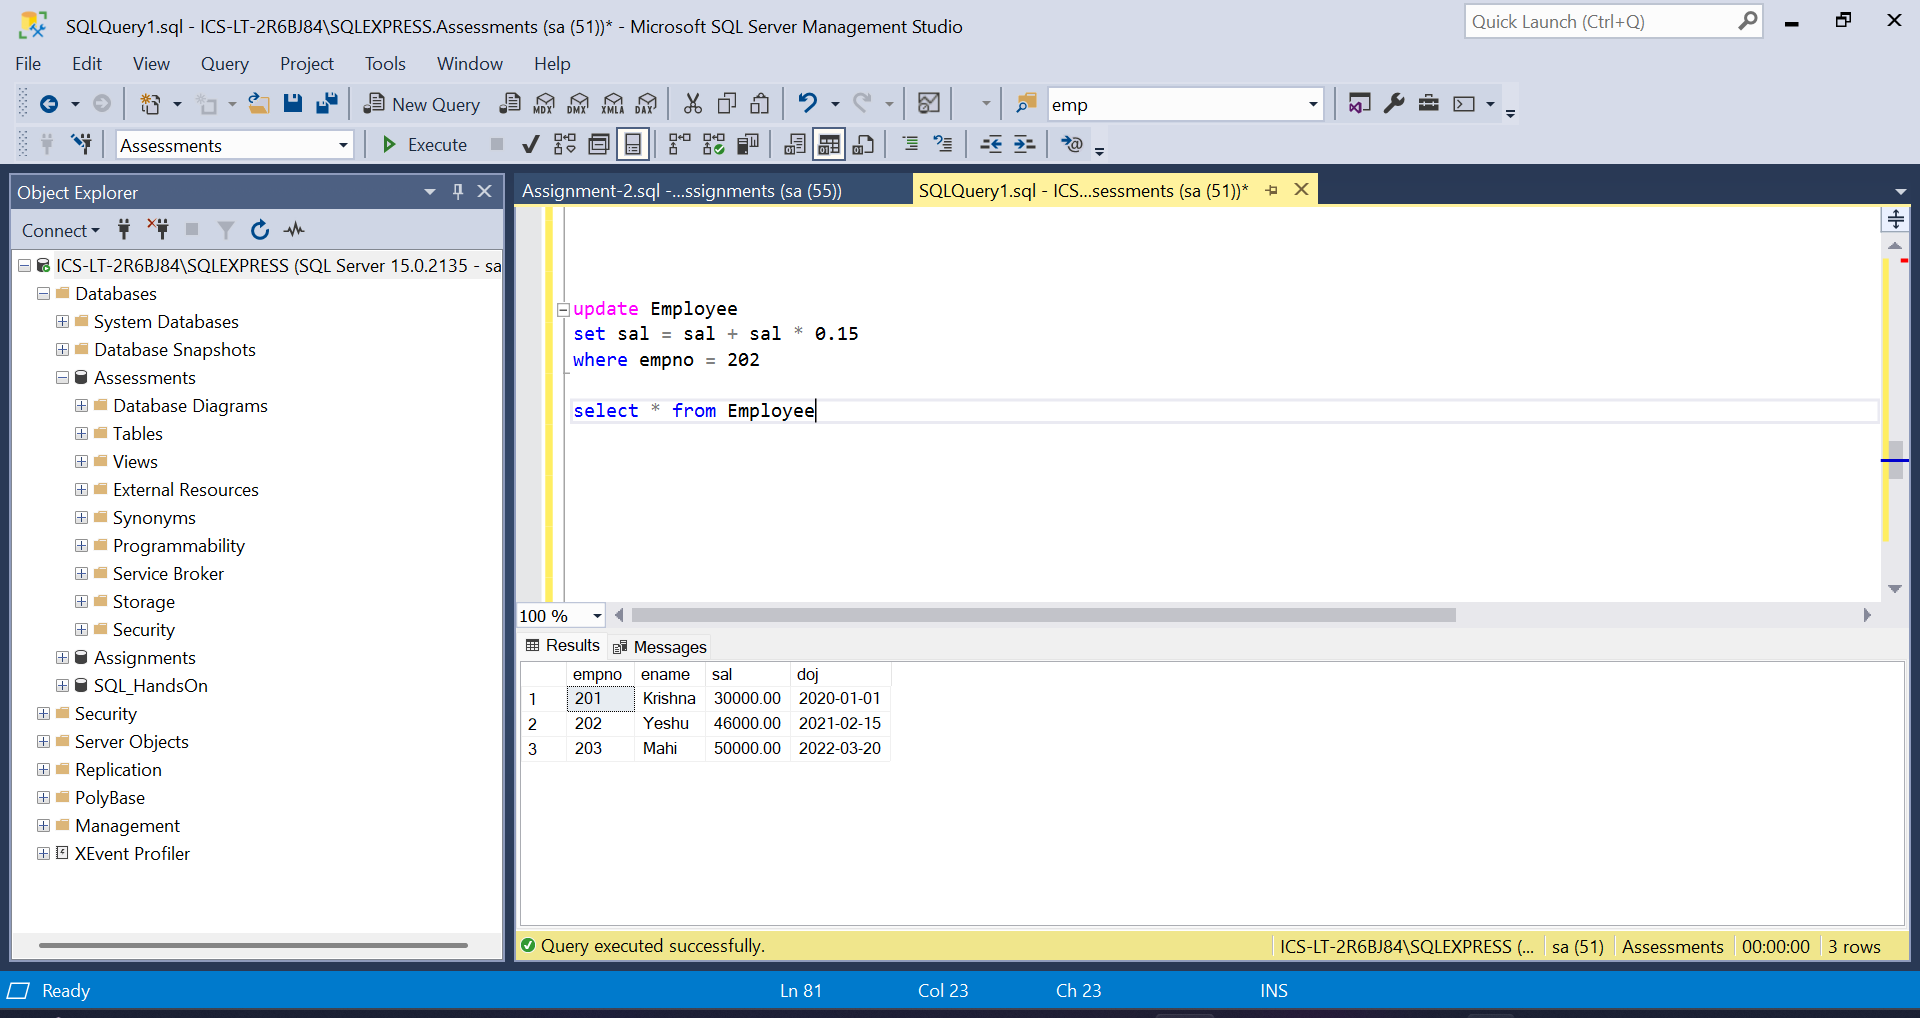 SQLQuery1.sql - ICS-LT-2R6BJ84\SQLEXPRESS.Assessments (sa (51))* - Microsoft SQL Server Management Studio
Quick Launch (Ctrl+Q)
File Edit View Query Project Tools Window Help
New Query MDX DMX XMLA DAX emp
Assessments Execute
Object Explorer
Connect
ICS-LT-2R6BJ84\SQLEXPRESS (SQL Server 15.0.2135 - sa
Databases
System Databases
Database Snapshots
Assessments
Database Diagrams
Tables
Views
External Resources
Synonyms
Programmability
Service Broker
Storage
Security
Assignments
SQL_HandsOn
Security
Server Objects
Replication
PolyBase
Management
XEvent Profiler
Assignment-2.sql -...ssignments (sa (55)) SQLQuery1.sql - ICS...sessments (sa (51))*
update Employee
set sal = sal + sal * 0.15
where empno = 202
select * from Employee
100 %
Results Messages
empno ename sal doj
1 201 Krishna 30000.00 2020-01-01
2 202 Yeshu 46000.00 2021-02-15
3 203 Mahi 50000.00 2022-03-20
Query executed successfully. ICS-LT-2R6BJ84\SQLEXPRESS (... sa (51) Assessments 00:00:00 3 rows
Ready Ln 81 Col 23 Ch 23 INS